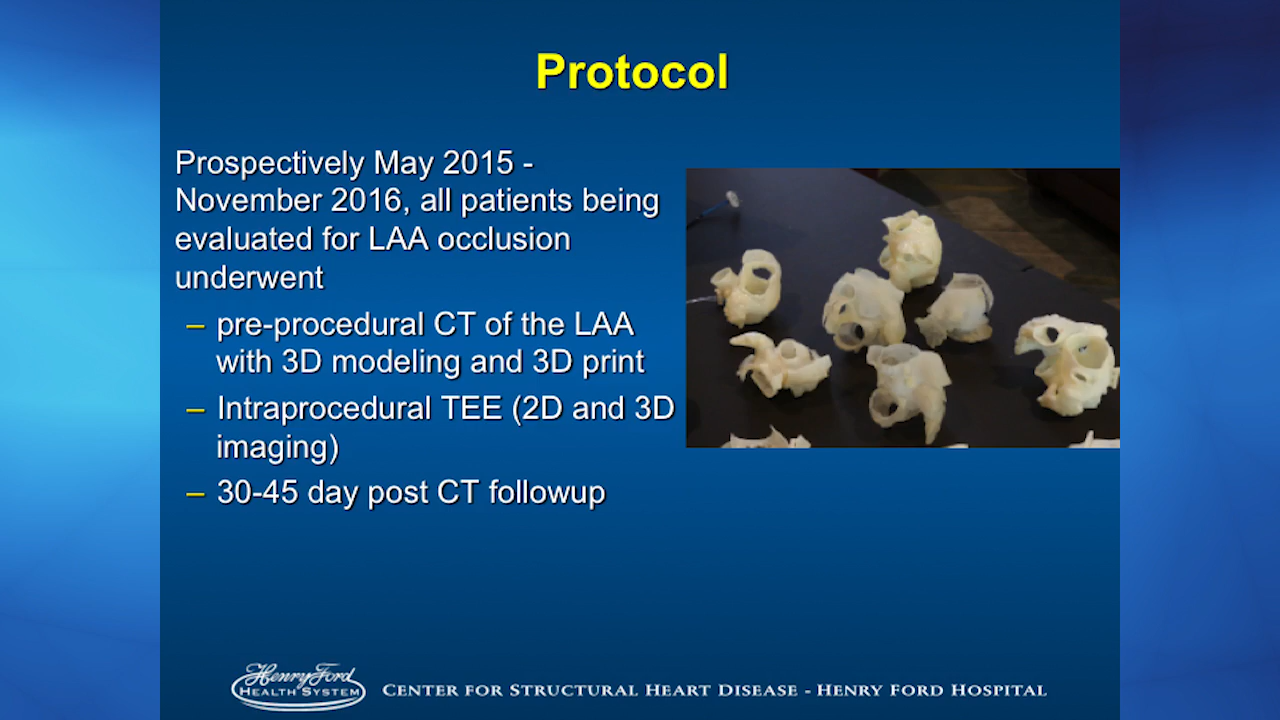 Protocol
Prospectively May 2015 -
November 2016, all patients being
evaluated for LAA occlusion
underwent
– pre-procedural CT of the LAA
with 3D modeling and 3D print
– Intraprocedural TEE (2D and 3D
imaging)
– 30-45 day post CT followup
Henry Ford
HEALTH SYSTEM
CENTER FOR STRUCTURAL HEART DISEASE - HENRY FORD HOSPITAL